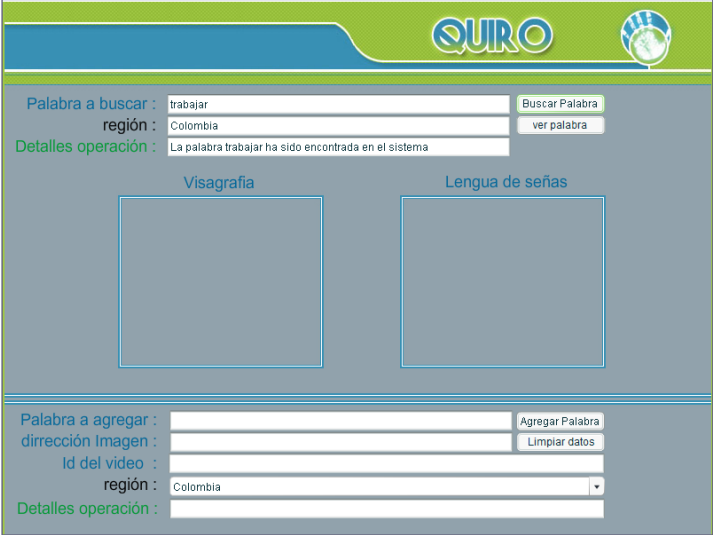 QUIRO
Palabra a buscar : trabajar Buscar Palabra
región : Colombia ver palabra
Detalles operación : La palabra trabajar ha sido encontrada en el sistema
Visagrafia Lengua de señas
Palabra a agregar : Agregar Palabra
dirrección Imagen : Limpiar datos
Id del video :
región : Colombia
Detalles operación :